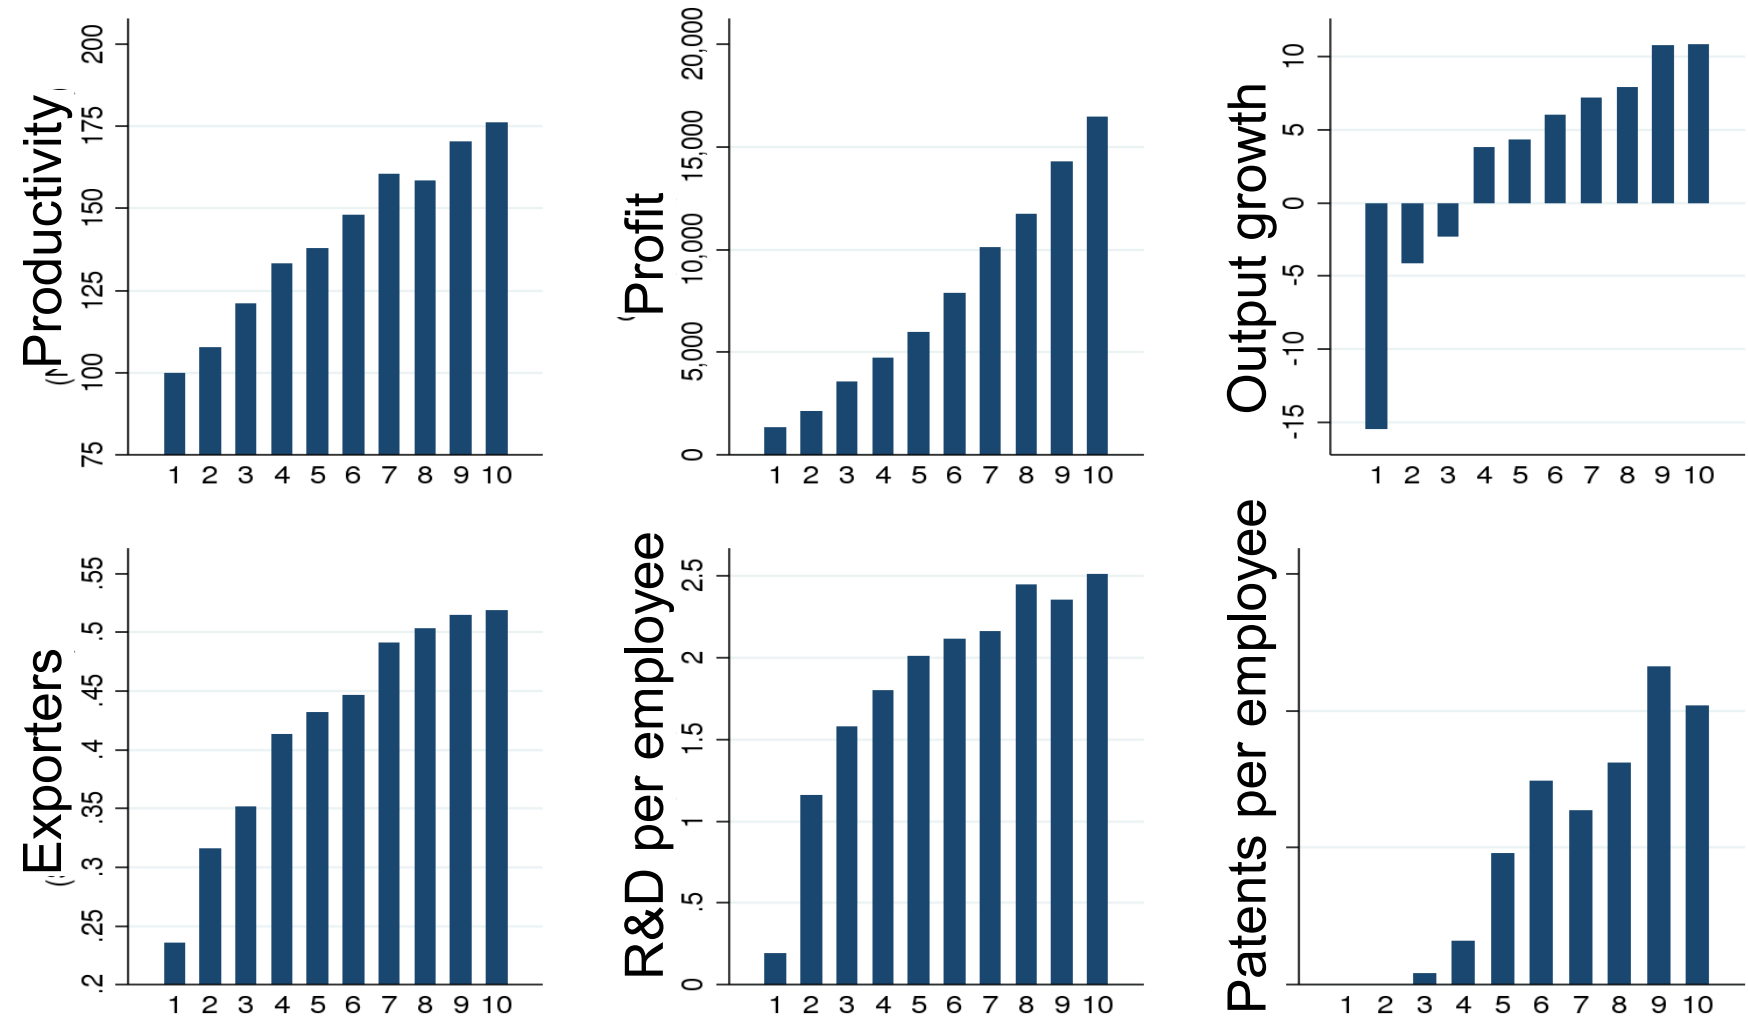 Productivity
200
175
150
125
100
75
1 2 3 4 5 6 7 8 9 10
Profit
20,000
15,000
10,000
5,000
0
1 2 3 4 5 6 7 8 9 10
Output growth
10
5
0
-5
-10
-15
1 2 3 4 5 6 7 8 9 10
Exporters
.55
.5
.45
.4
.35
.3
.25
.2
1 2 3 4 5 6 7 8 9 10
R&D per employee
2.5
2
1.5
1
.5
0
1 2 3 4 5 6 7 8 9 10
Patents per employee
1 2 3 4 5 6 7 8 9 10